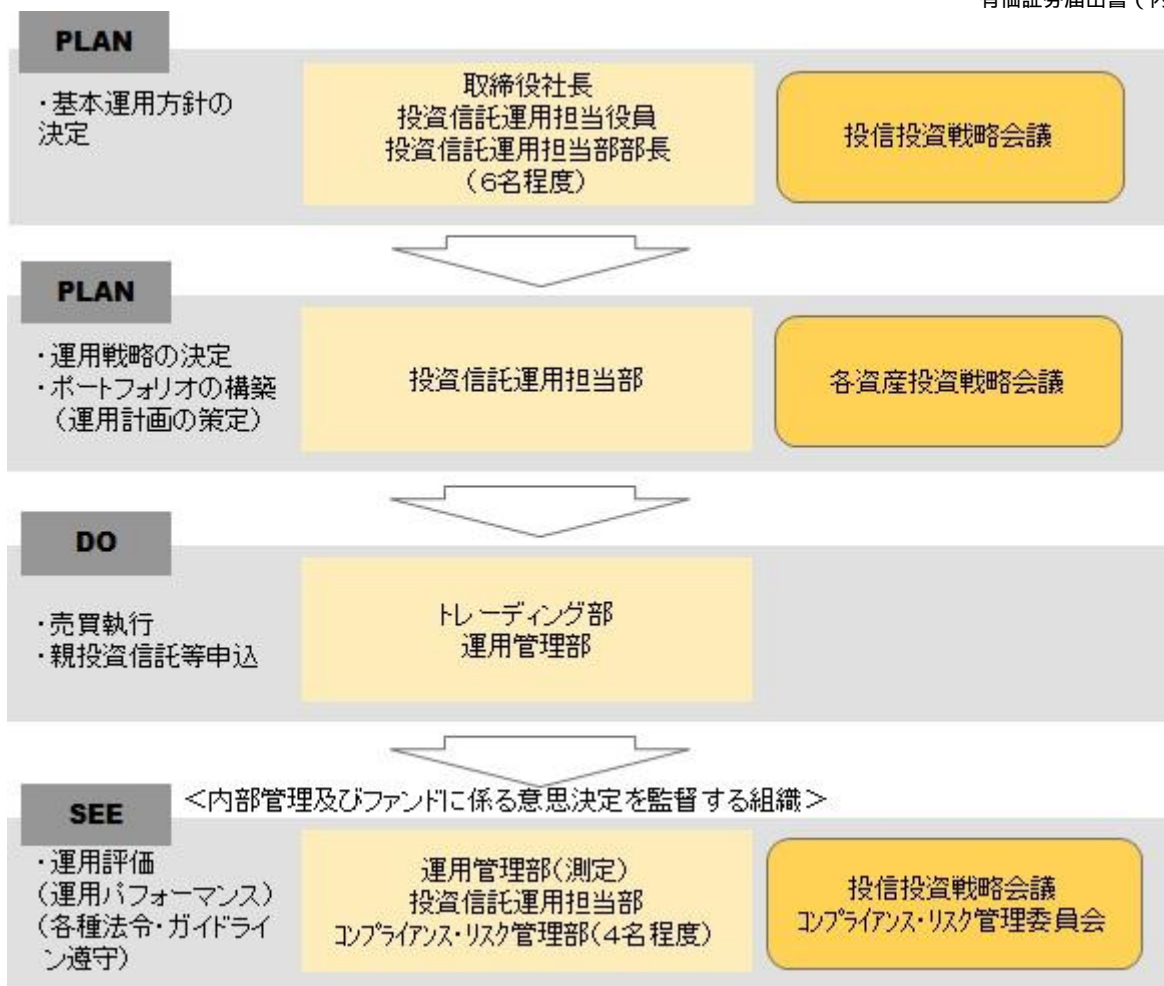 有価証券届出書（内
PLAN
・基本運用方針の
決定
取締役社長
投資信託運用担当役員
投資信託運用担当部部長
（６名程度）
投信投資戦略会議
PLAN
・運用戦略の決定
・ポートフォリオの構築
（運用計画の策定）
投資信託運用担当部
各資産投資戦略会議
DO
・売買執行
・親投資信託等申込
トレーディング部
運用管理部
SEE
＜内部管理及びファンドに係る意思決定を監督する組織＞
・運用評価
（運用パフォーマンス）
（各種法令・ガイドライ
ン遵守）
運用管理部(測定)
投資信託運用担当部
ｺﾝﾌﾟﾗｲｱﾝｽ・ﾘｽｸ管理部(４名程度)
投信投資戦略会議
ｺﾝﾌﾟﾗｲｱﾝｽ・ﾘｽｸ管理委員会